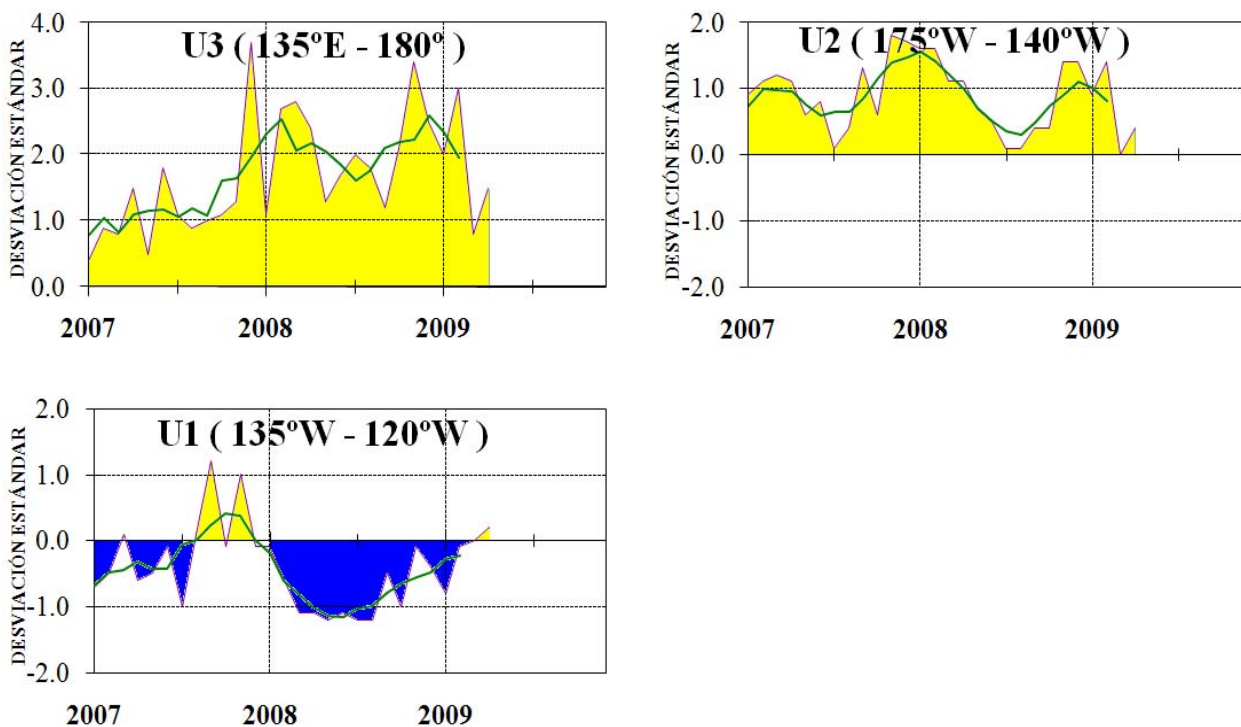 U3 ( 135ºE - 180º )
DESVIACIÓN ESTÁNDAR
4.0
3.0
2.0
1.0
0.0
2007 2008 2009
U2 ( 175ºW - 140ºW )
DESVIACIÓN ESTÁNDAR
2.0
1.0
0.0
-1.0
-2.0
2007 2008 2009
U1 ( 135ºW - 120ºW )
DESVIACIÓN ESTÁNDAR
2.0
1.0
0.0
-1.0
-2.0
2007 2008 2009